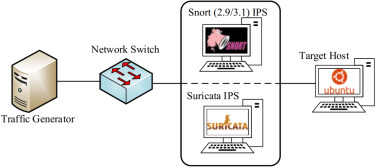 Snort (2.9/3.1) IPS
SNORT
Network Switch
Target Host
ubuntu
Suricata IPS
SURICATA
Traffic Generator